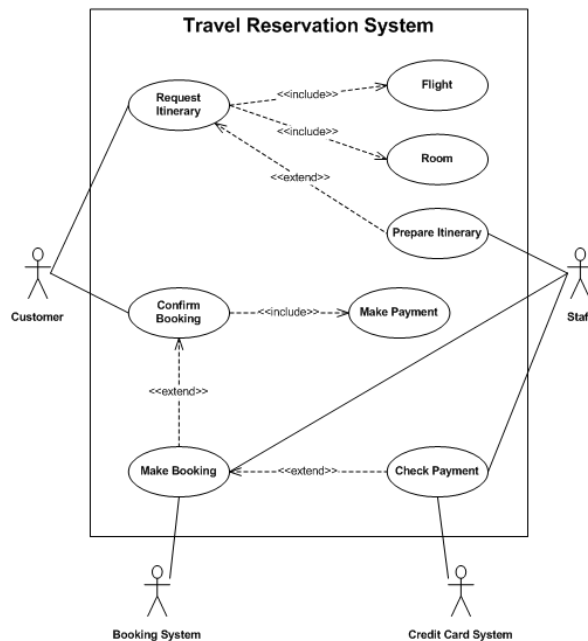 Travel Reservation System
Request
Itinerary
<<include>>
Flight
<<include>>
Room
<<extend>>
Prepare Itinerary
Customer
Staf
Confirm
Booking
<<include>>
Make Payment
<<extend>>
Make Booking
<<extend>>
Check Payment
Booking System
Credit Card System